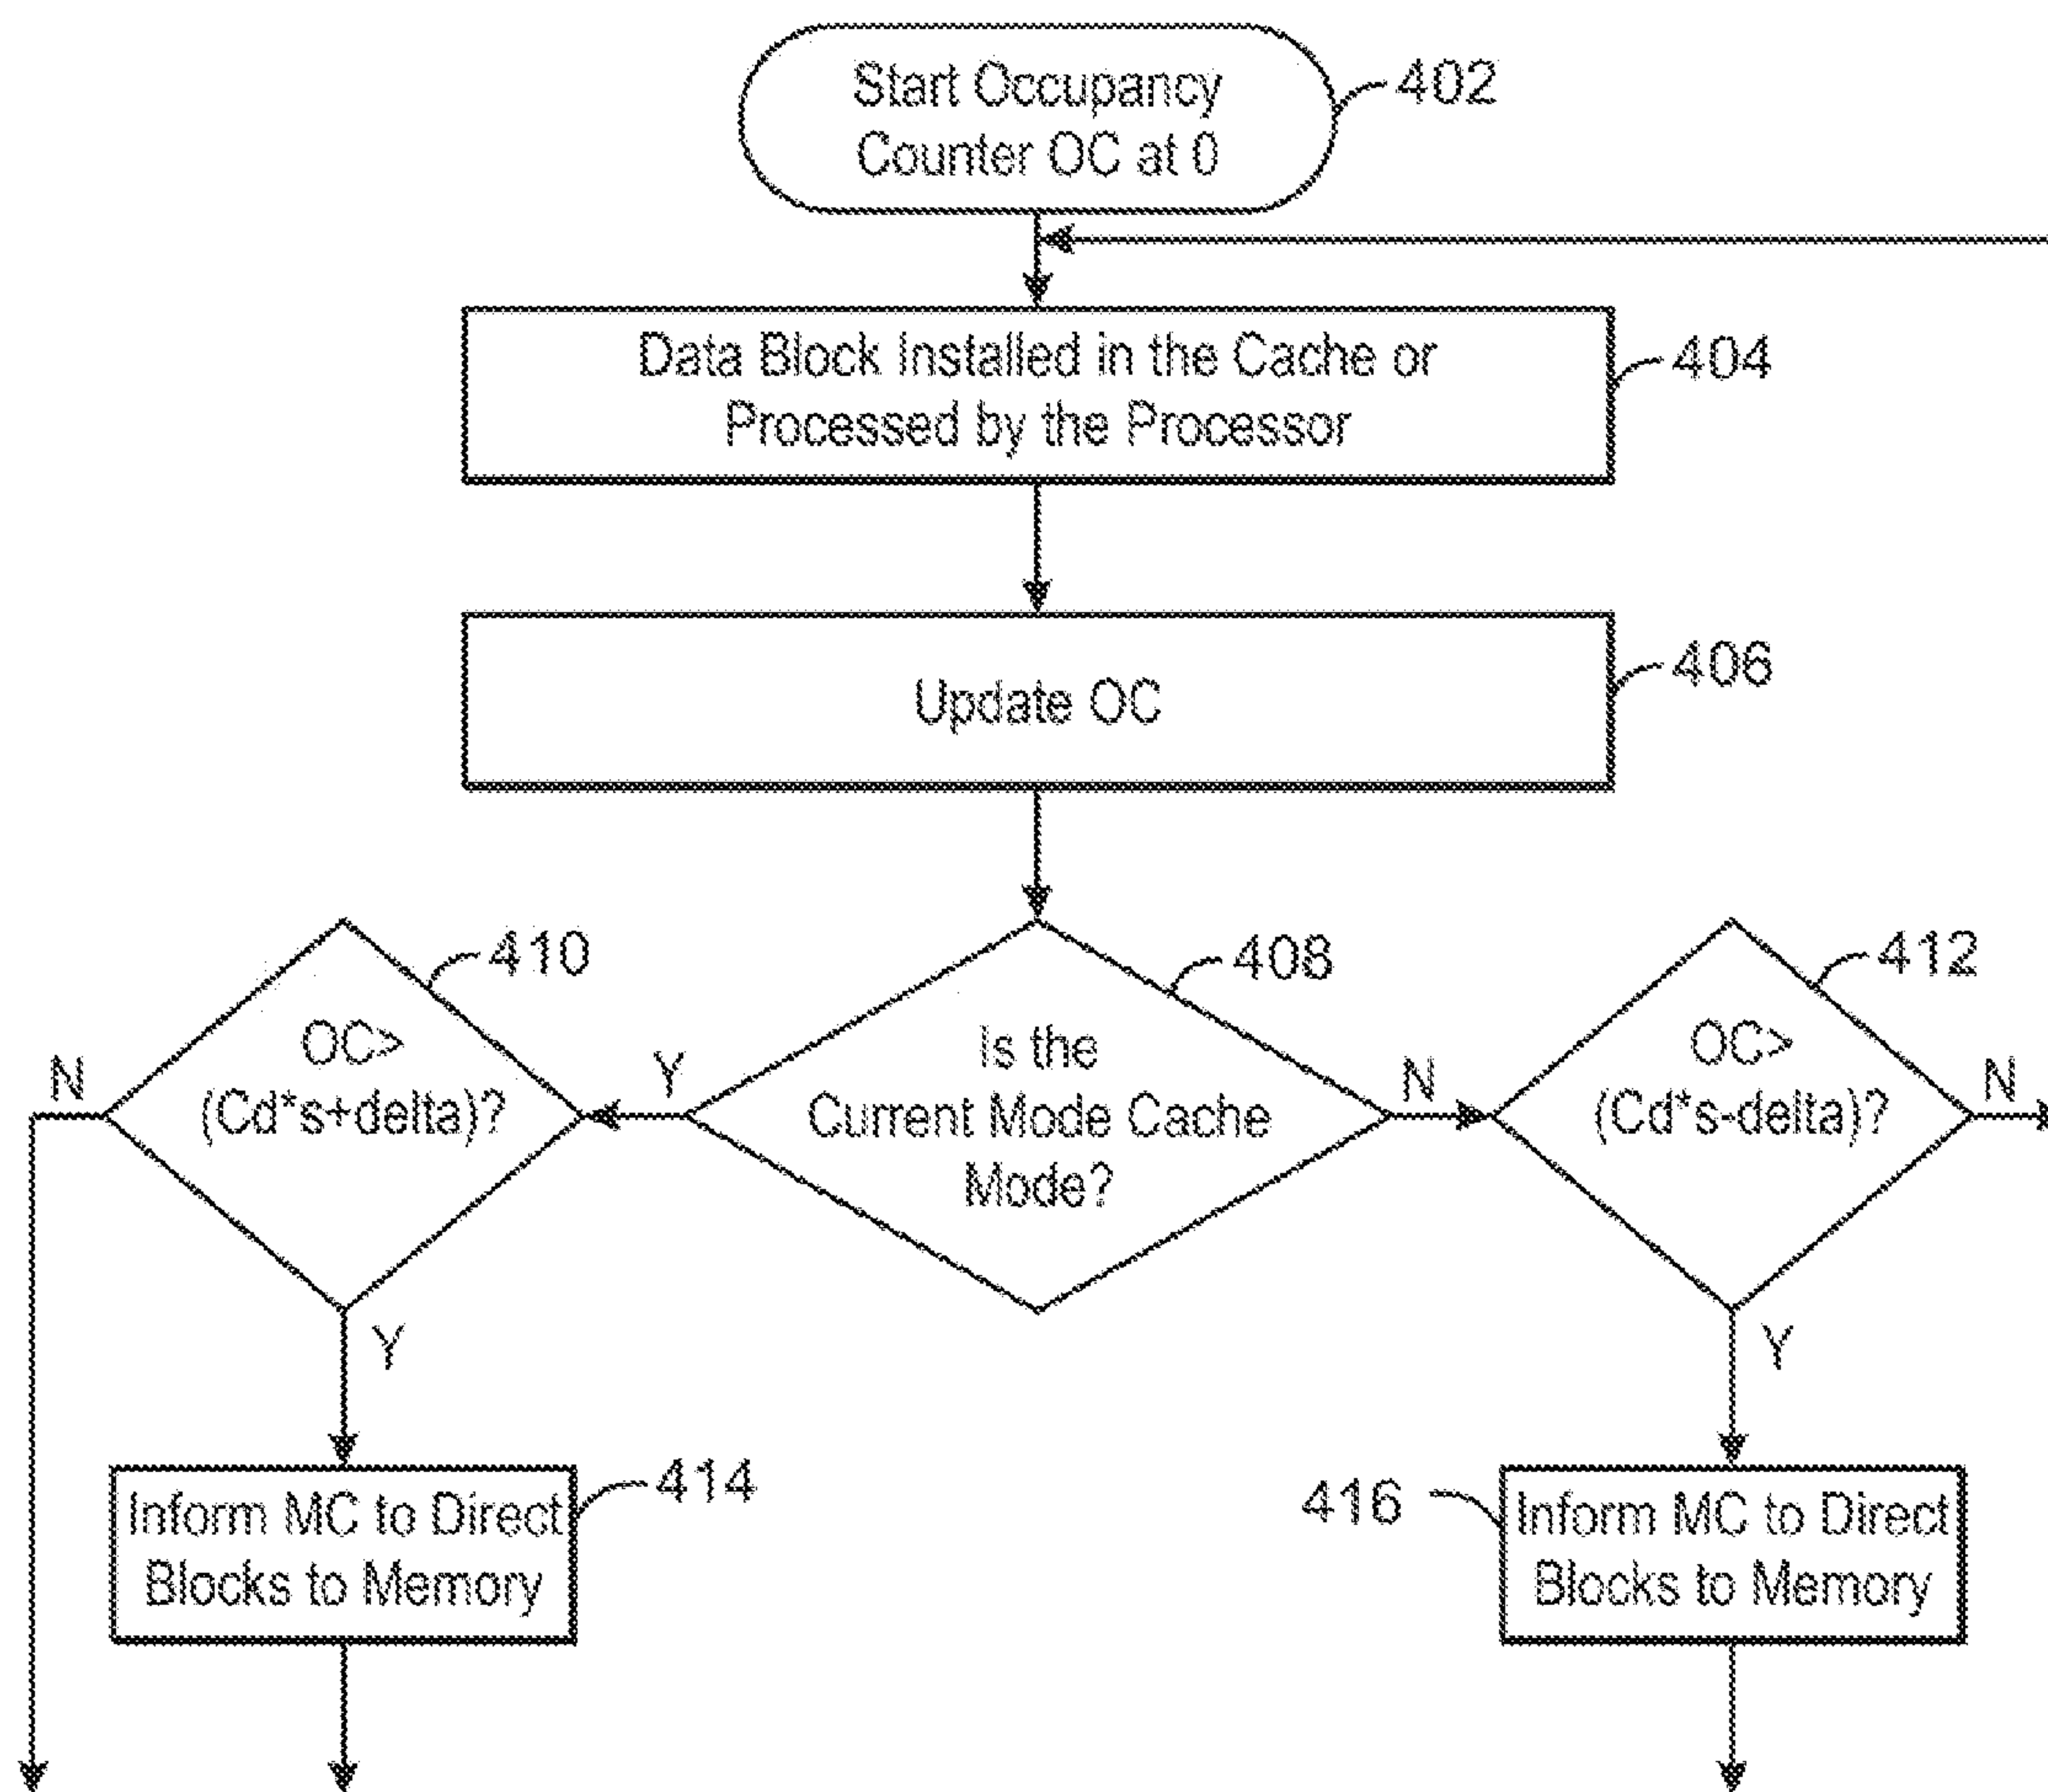 Start Occupancy
Counter OC at 0
402
Data Block Installed in the Cache or
Processed by the Processor
404
Update OC
406
410
OC>
(Cd*s+delta)?
N
Y
408
Is the
Current Mode Cache
Mode?
Y
N
412
OC>
(Cd*s-delta)?
N
Y
Inform MC to Direct
Blocks to Memory
414
416
Inform MC to Direct
Blocks to Memory